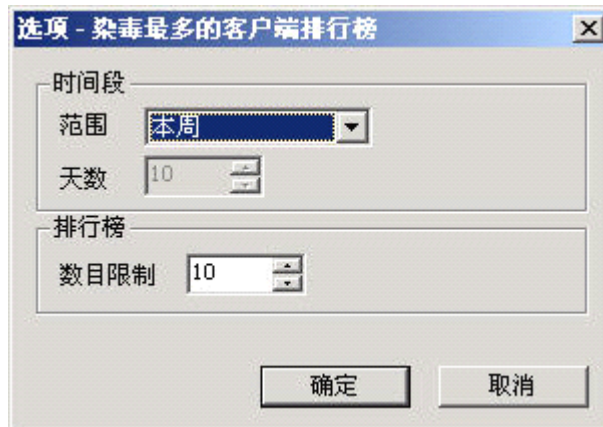 选项 - 染毒最多的客户端排行榜
时间段
范围 本周
天数 10
排行榜
数目限制 10
确定 取消